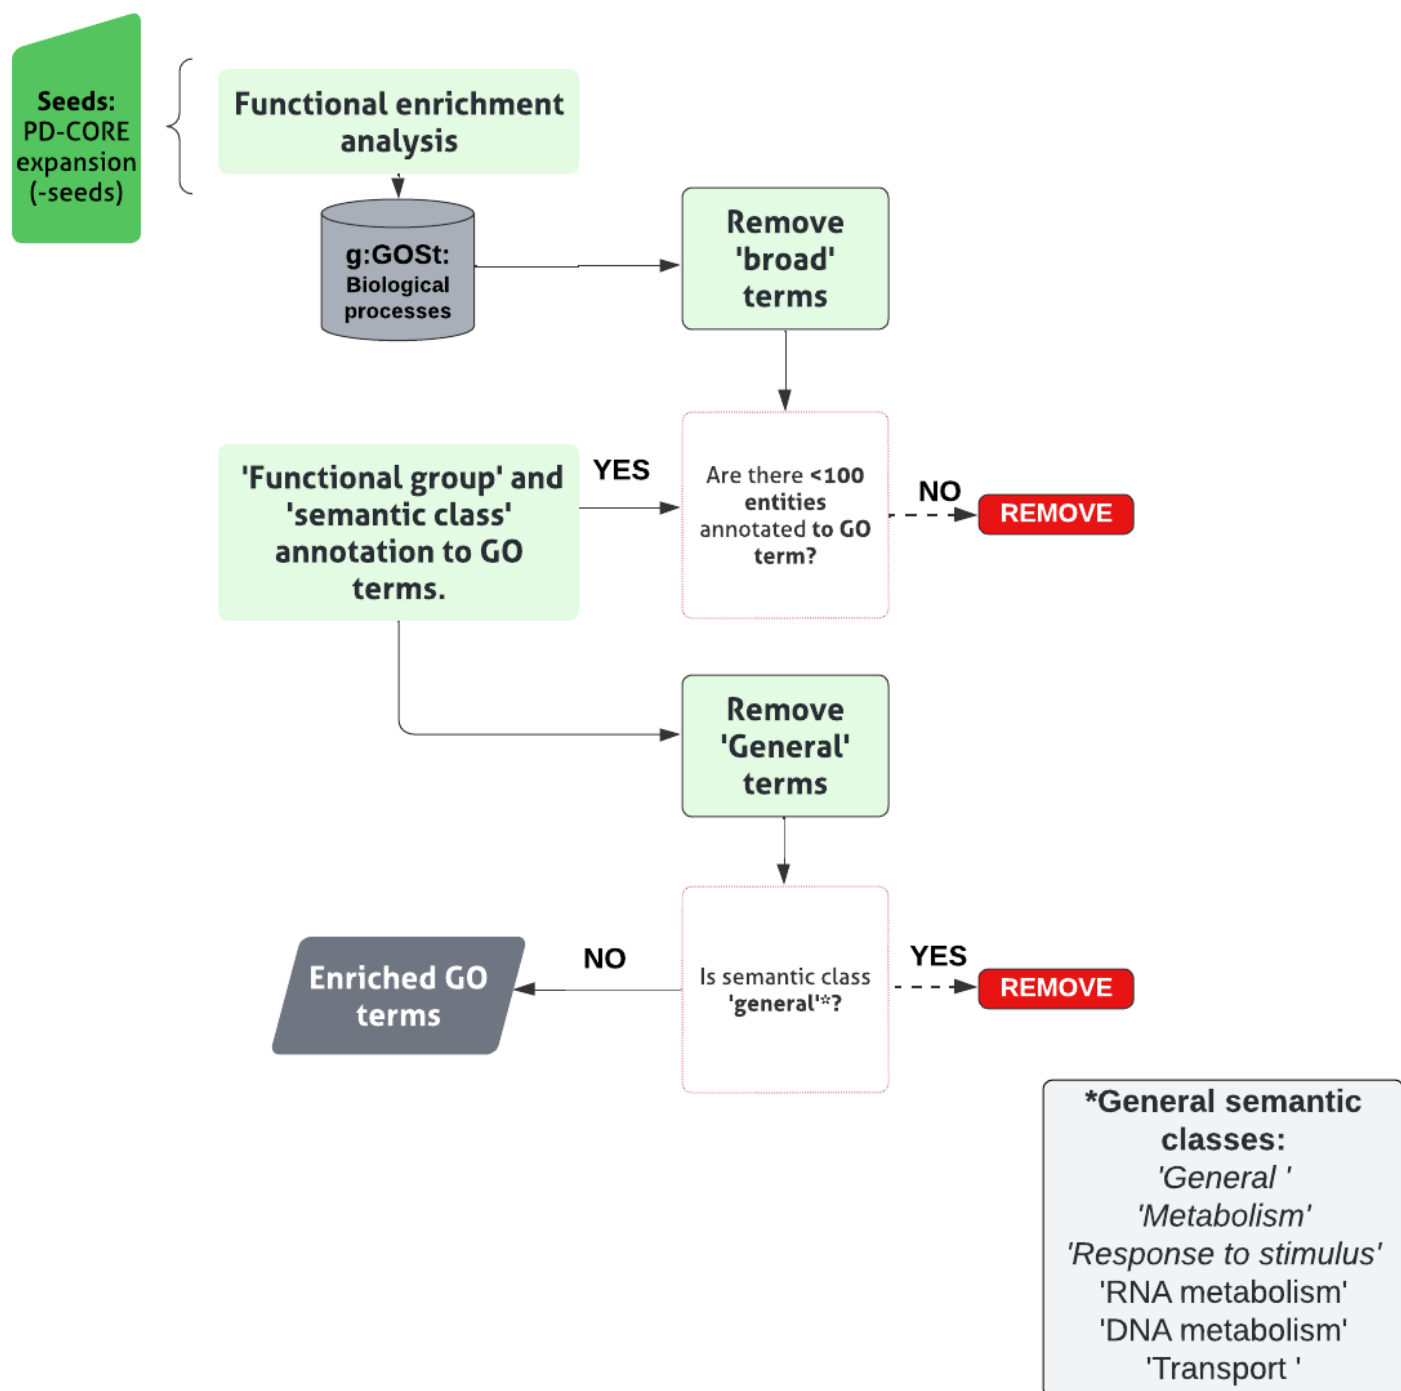 Seeds:
PD-CORE
expansion
(-seeds)
Functional enrichment
analysis
g:GOSt:
Biological
processes
Remove
'broad'
terms
'Functional group' and
'semantic class'
annotation to GO
terms.
YES
Are there <100
entities
annotated to GO
term?
NO
REMOVE
Remove
'General'
terms
Enriched GO
terms
NO
Is semantic class
'general'*?
YES
REMOVE
*General semantic
classes:
'General '
'Metabolism'
'Response to stimulus'
'RNA metabolism'
'DNA metabolism'
'Transport '